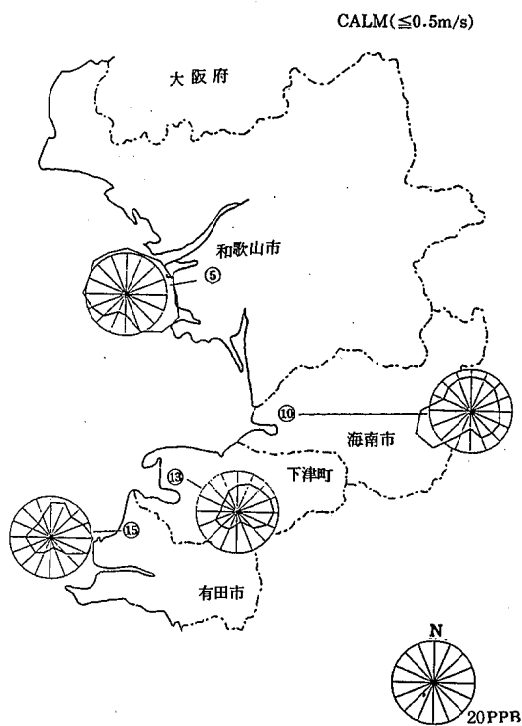 CALM(≦0.5m/s)
大阪府
和歌山市
⑤
⑩
海南市
⑬
下津町
⑮
有田市
N
20PPB